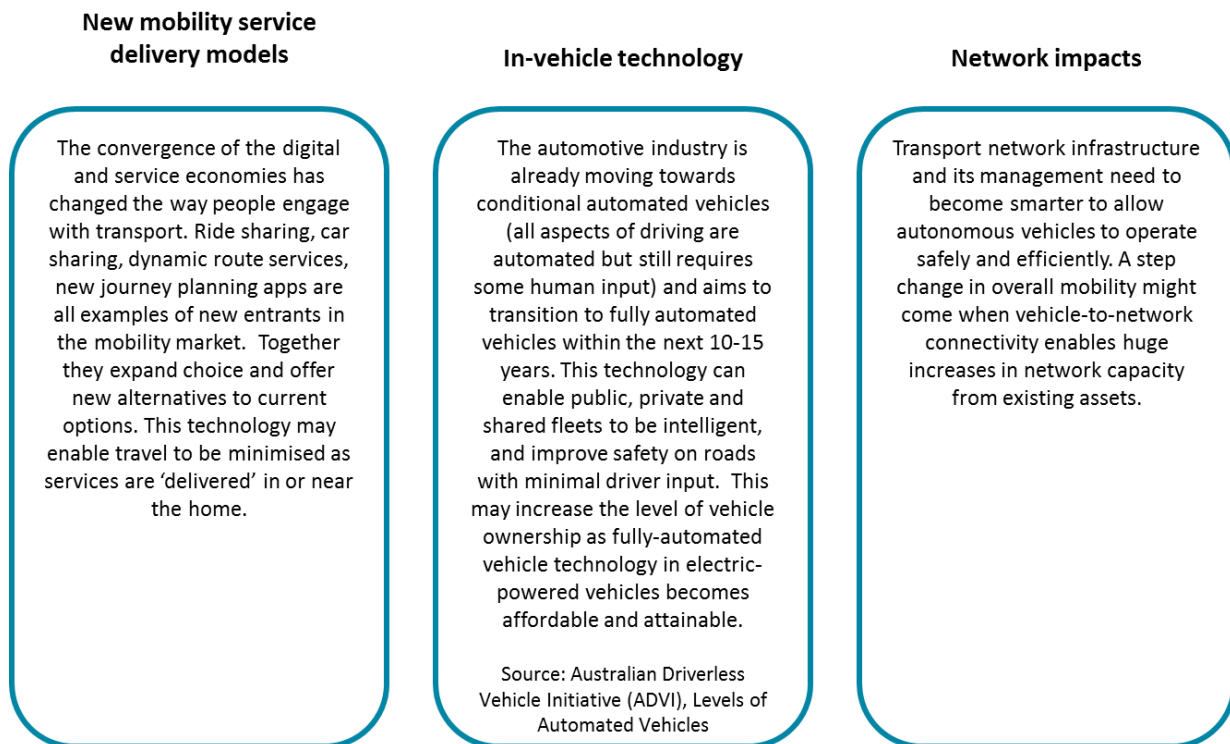 New mobility service
delivery models
The convergence of the digital
and service economies has
changed the way people engage
with transport. Ride sharing, car
sharing, dynamic route services,
new journey planning apps are
all examples of new entrants in
the mobility market.  Together
they expand choice and offer
new alternatives to current
options. This technology may
enable travel to be minimised as
services are ‘delivered’ in or near
the home.
In-vehicle technology
The automotive industry is
already moving towards
conditional automated vehicles
(all aspects of driving are
automated but still requires
some human input) and aims to
transition to fully automated
vehicles within the next 10-15
years. This technology can
enable public, private and
shared fleets to be intelligent,
and improve safety on roads
with minimal driver input.  This
may increase the level of vehicle
ownership as fully-automated
vehicle technology in electric-
powered vehicles becomes
affordable and attainable.
Source: Australian Driverless
Vehicle Initiative (ADVI), Levels of
Automated Vehicles
Network impacts
Transport network infrastructure
and its management need to
become smarter to allow
autonomous vehicles to operate
safely and efficiently. A step
change in overall mobility might
come when vehicle-to-network
connectivity enables huge
increases in network capacity
from existing assets.